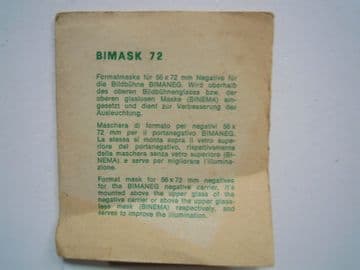 BIMASK 72
Formatmaske für 56 x 72 mm Negative für
die Bildbühne BIMANEG. Wird oberhalb
des oberen Bildbühnenglases bzw. der
oberen glaslosen Maske (BINEMA) ein-
gesetzt und dient zur Verbesserung der
Ausleuchtung.
Maschera di formato per negativi 56 x
72 mm per il portanegativo BIMANEG.
La stessa si monta sopra il vetro supe-
riore del portanegativo, rispettivamente
della maschera senza vetro superiore (BI-
NEMA) e serve per migliorare l'illumina-
zione.
Format mask for 56 x 72 mm negatives
for the BIMANEG negative carrier. It's
mounted above the upper glass of the
negative carrier or above the upper glass-
less mask (BINEMA) respectively, and
serves to improve the illumination.